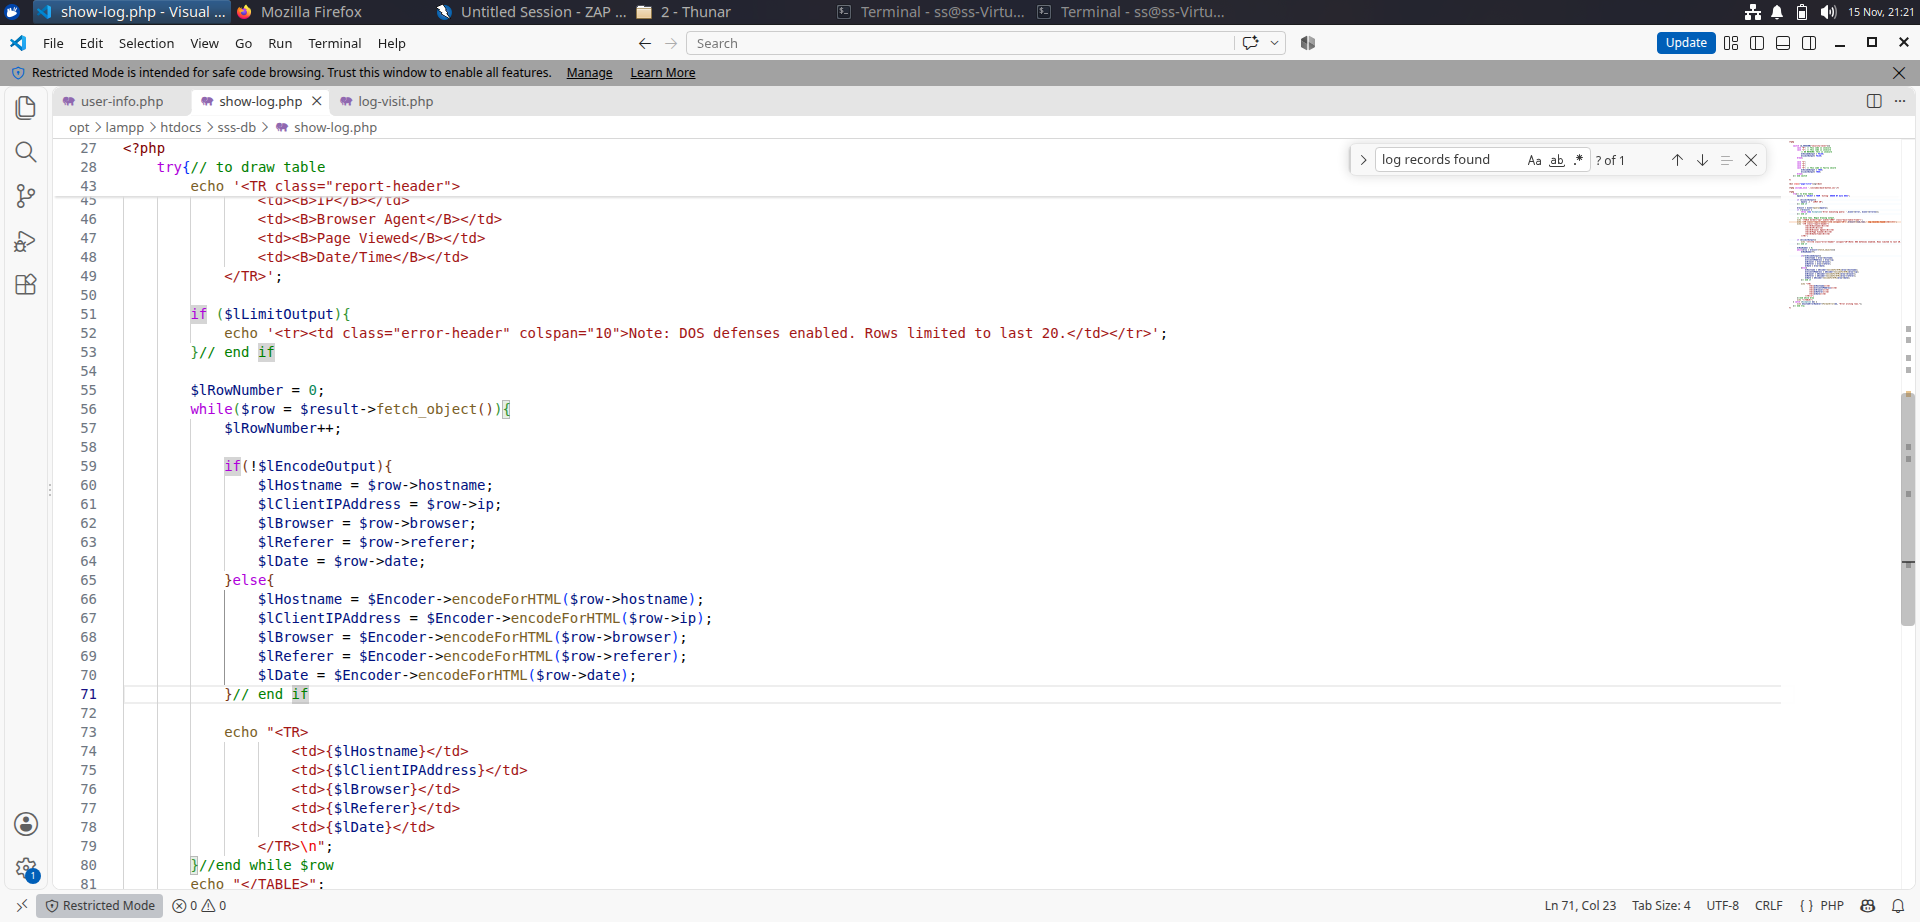 show-log.php - Visual ...
Mozilla Firefox
Untitled Session - ZAP ...
2 - Thunar
Terminal - ss@ss-Virtu...
Terminal - ss@ss-Virtu...
15 Nov, 21:21
File Edit Selection View Go Run Terminal Help
Search
Update
Restricted Mode is intended for safe code browsing. Trust this window to enable all features. Manage Learn More
user-info.php
show-log.php
log-visit.php
opt > lampp > htdocs > sss-db > show-log.php
log records found
Aa ab .* ? of 1
27 <?php
28 try{// to draw table
43 echo '<TR class="report-header">
45 <td><B>IP</B></td>
46 <td><B>Browser Agent</B></td>
47 <td><B>Page Viewed</B></td>
48 <td><B>Date/Time</B></td>
49 </TR>';
50
51 if ($lLimitOutput){
52 echo '<tr><td class="error-header" colspan="10">Note: DOS defenses enabled. Rows limited to last 20.</td></tr>';
53 }// end if
54
55 $lRowNumber = 0;
56 while($row = $result->fetch_object()){
57 $lRowNumber++;
58
59 if(!$lEncodeOutput){
60 $lHostname = $row->hostname;
61 $lClientIPAddress = $row->ip;
62 $lBrowser = $row->browser;
63 $lReferer = $row->referer;
64 $lDate = $row->date;
65 }else{
66 $lHostname = $Encoder->encodeForHTML($row->hostname);
67 $lClientIPAddress = $Encoder->encodeForHTML($row->ip);
68 $lBrowser = $Encoder->encodeForHTML($row->browser);
69 $lReferer = $Encoder->encodeForHTML($row->referer);
70 $lDate = $Encoder->encodeForHTML($row->date);
71 }// end if
72
73 echo "<TR>
74 <td>{$lHostname}</td>
75 <td>{$lClientIPAddress}</td>
76 <td>{$lBrowser}</td>
77 <td>{$lReferer}</td>
78 <td>{$lDate}</td>
79 </TR>\n";
80 }//end while $row
81 echo "</TABLE>";
1
Restricted Mode
0 0
Ln 71, Col 23 Tab Size: 4 UTF-8 CRLF { } PHP